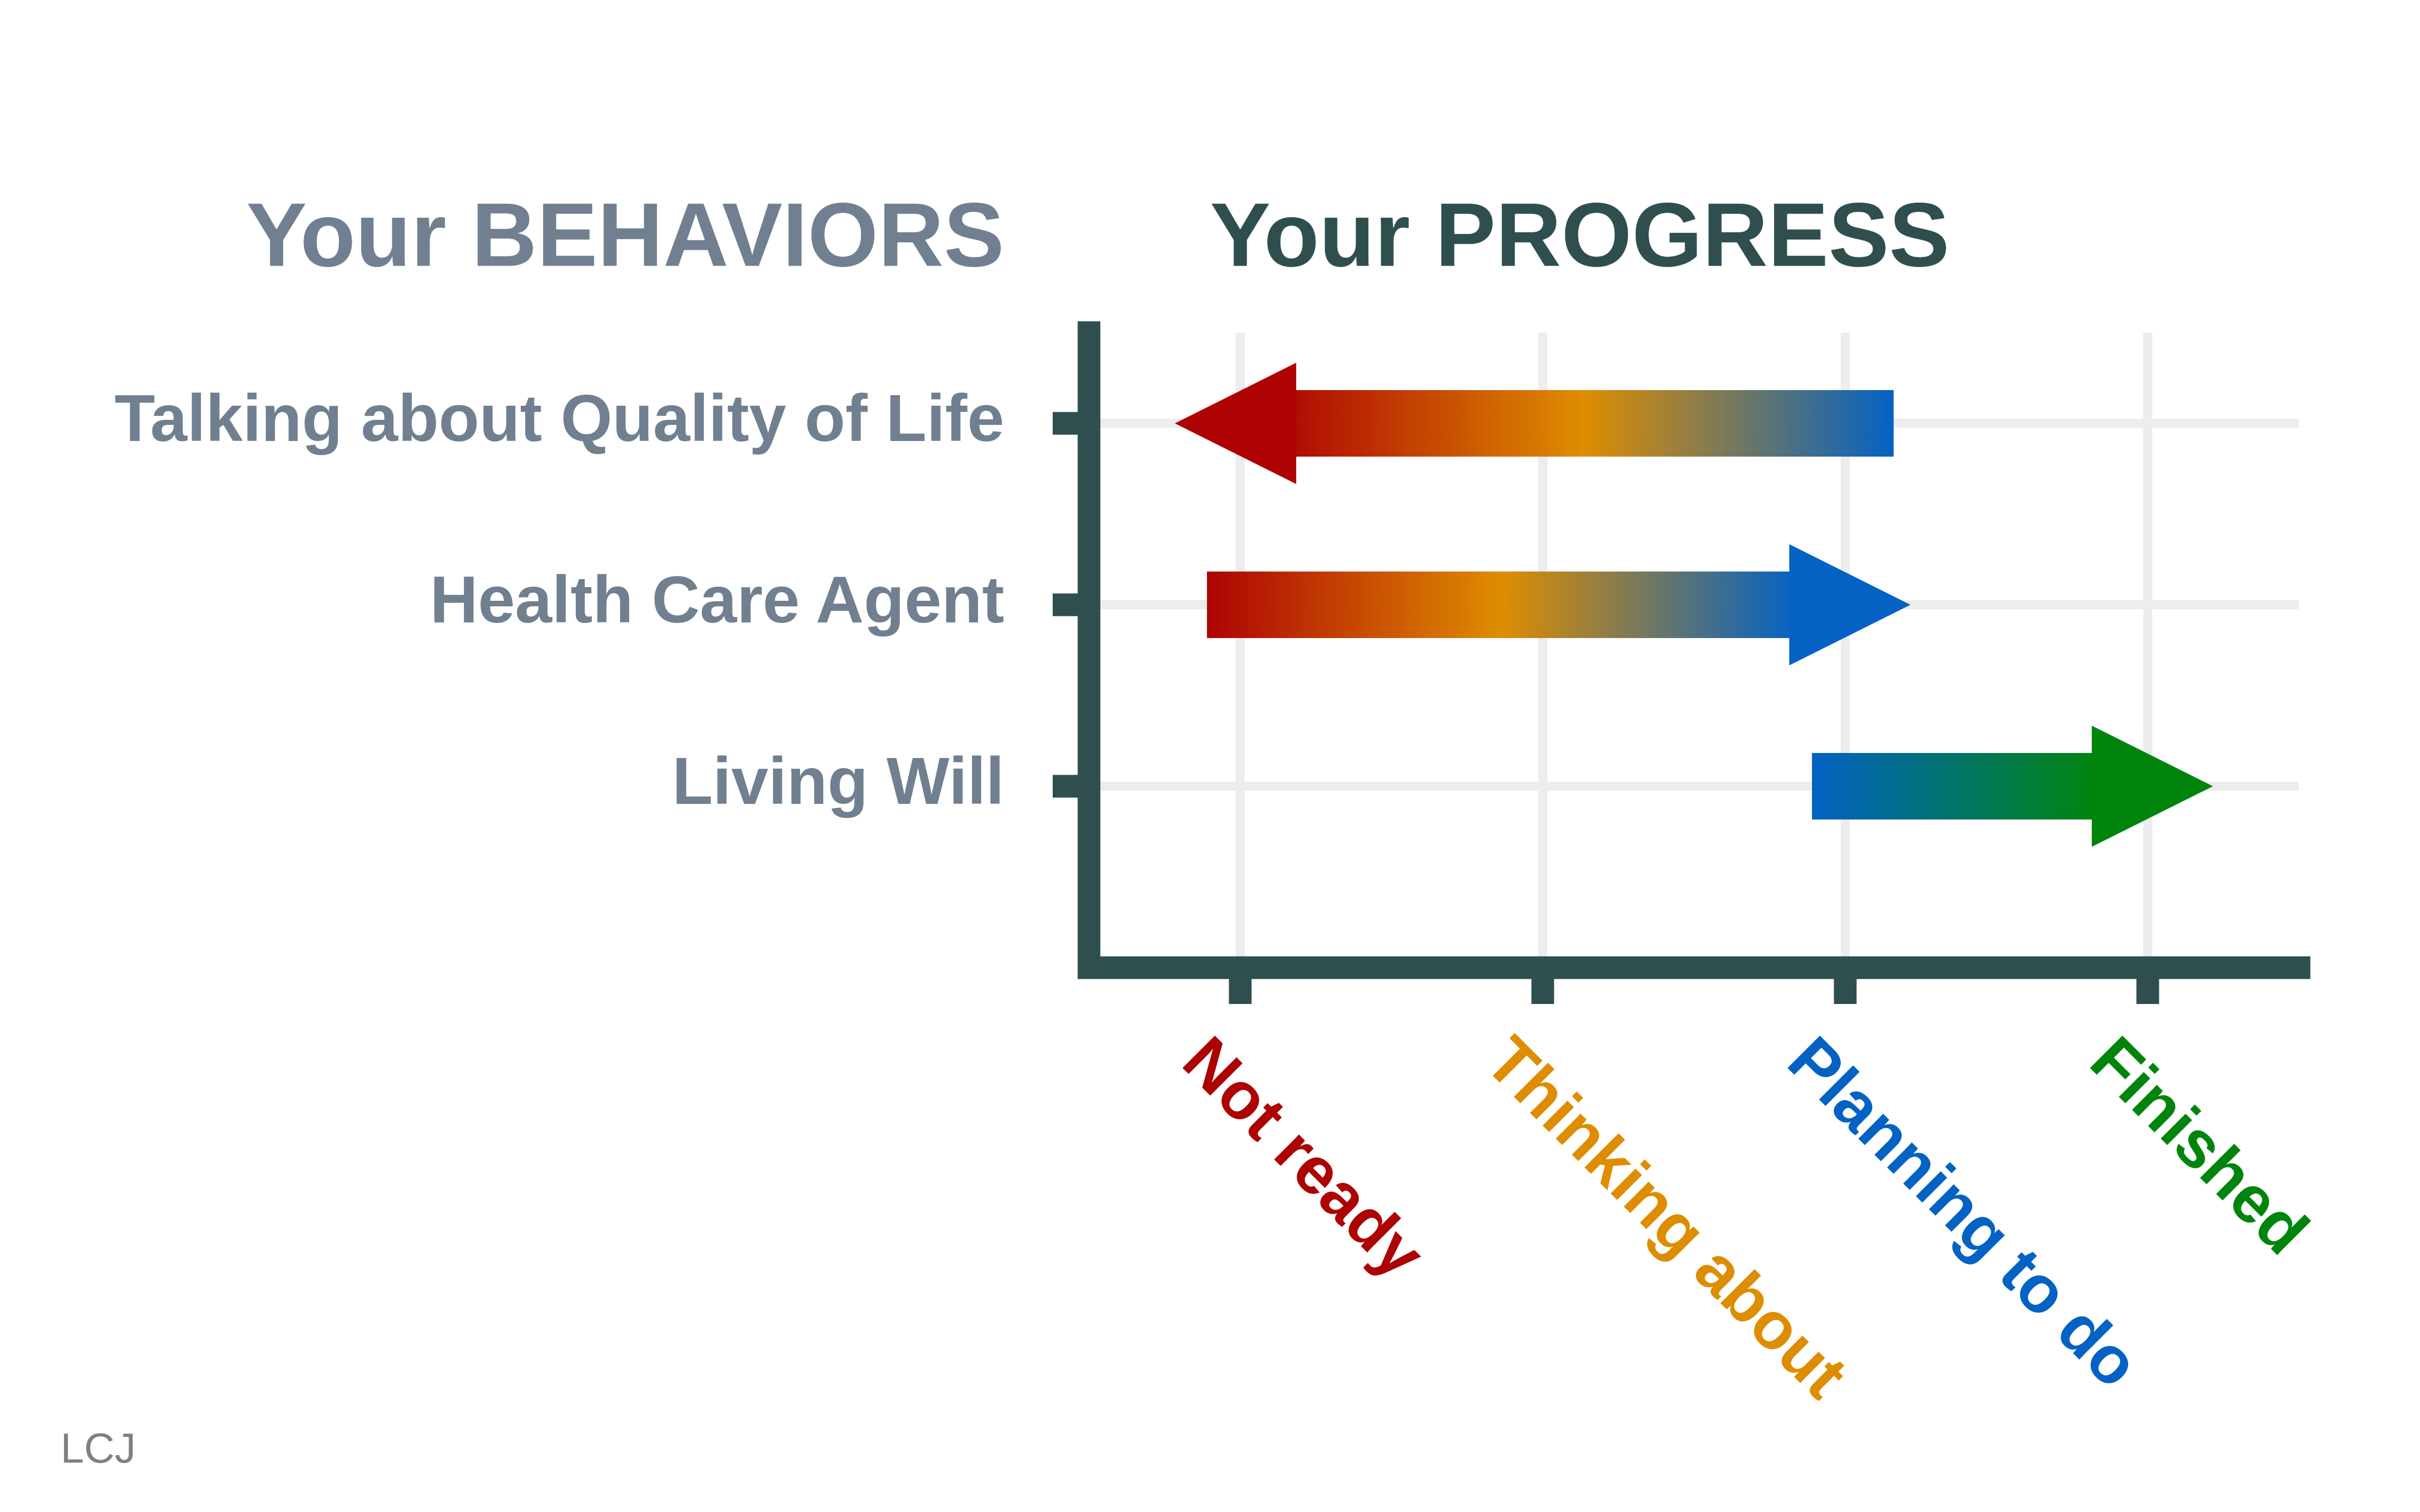 Your BEHAVIORS
Your PROGRESS
Talking about Quality of Life
Health Care Agent
Living Will
Not ready
Thinking about
Planning to do
Finished
LCJ